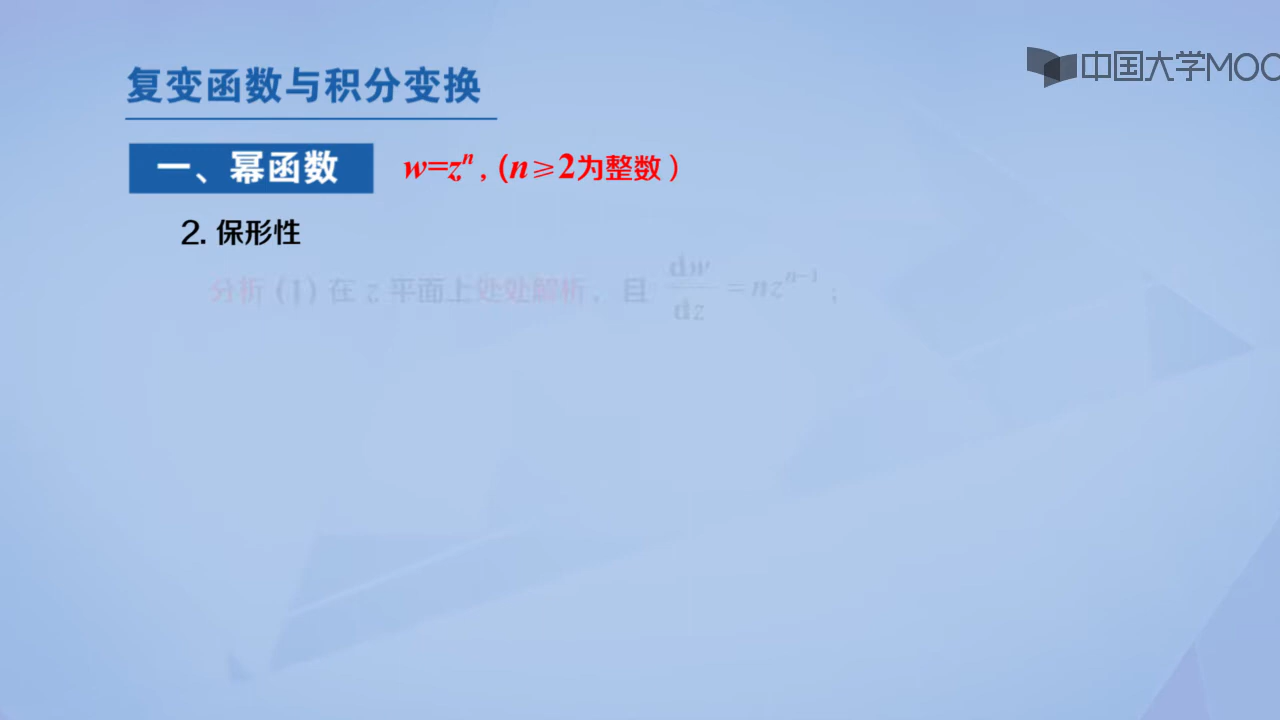 中国大学MOOC
复变函数与积分变换
一、幂函数 w=zⁿ, (n≥2为整数)
2. 保形性
分析 (1) 在 z 平面上处处解析, 且 dw/dz = nzⁿ⁻¹ ;